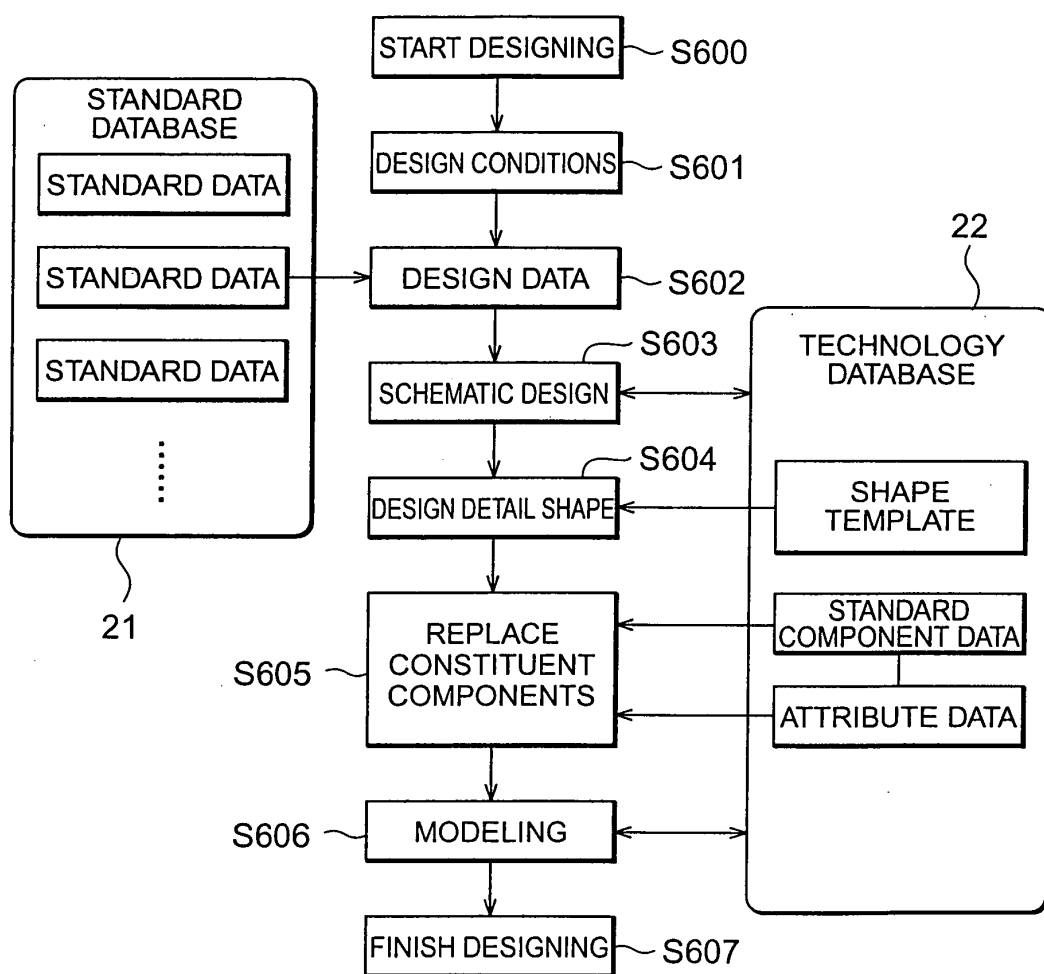 START DESIGNING
S600
STANDARD
DATABASE
STANDARD DATA
STANDARD DATA
STANDARD DATA
21
DESIGN CONDITIONS
S601
DESIGN DATA
S602
SCHEMATIC DESIGN
S603
DESIGN DETAIL SHAPE
S604
REPLACE
CONSTITUENT
COMPONENTS
S605
MODELING
S606
FINISH DESIGNING
S607
22
TECHNOLOGY
DATABASE
SHAPE
TEMPLATE
STANDARD
COMPONENT DATA
ATTRIBUTE DATA